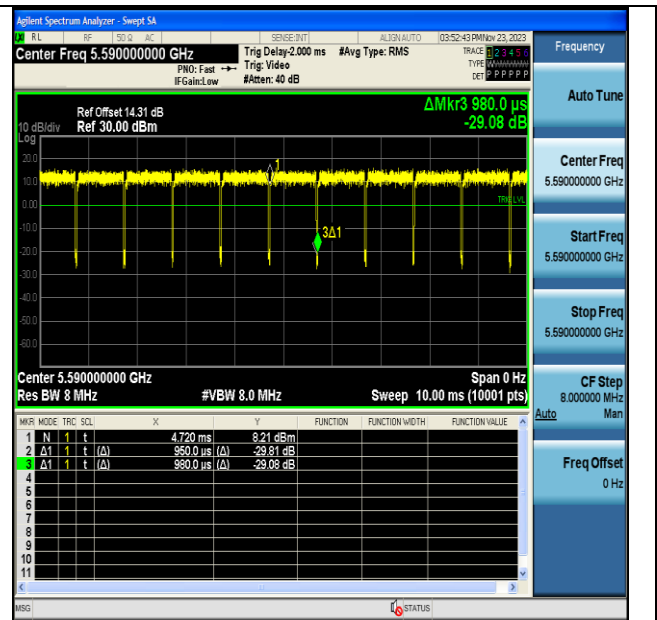 Agilent Spectrum Analyzer - Swept SA
RL RF 50 Ω AC SENSE:INT ALIGN AUTO 03:52:43 PM Nov 23, 2023
Center Freq 5.590000000 GHz Trig Delay-2.000 ms #Avg Type: RMS TRACE 1 2 3 4 5 6
PNO: Fast Trig: Video TYPE WWWWWW
IFGain:Low #Atten: 40 dB DET P P P P P P
ΔMkr3 980.0 µs
-29.08 dB
Ref Offset 14.31 dB
10 dB/div Ref 30.00 dBm
Log
20.0
10.0
0.00
-10.0
-20.0
-30.0
-40.0
-50.0
-60.0
1
3Δ1
TRIG LVL
Center 5.590000000 GHz Span 0 Hz
Res BW 8 MHz #VBW 8.0 MHz Sweep 10.00 ms (10001 pts)
MKR MODE TRC SCL X Y FUNCTION FUNCTION WIDTH FUNCTION VALUE
1 N 1 t 4.720 ms 8.21 dBm
2 Δ1 1 t (Δ) 950.0 µs (Δ) -29.81 dB
3 Δ1 1 t (Δ) 980.0 µs (Δ) -29.08 dB
4
5
6
7
8
9
10
11
MSG STATUS
Frequency
Auto Tune
Center Freq
5.590000000 GHz
Start Freq
5.590000000 GHz
Stop Freq
5.590000000 GHz
CF Step
8.000000 MHz
Auto Man
Freq Offset
0 Hz